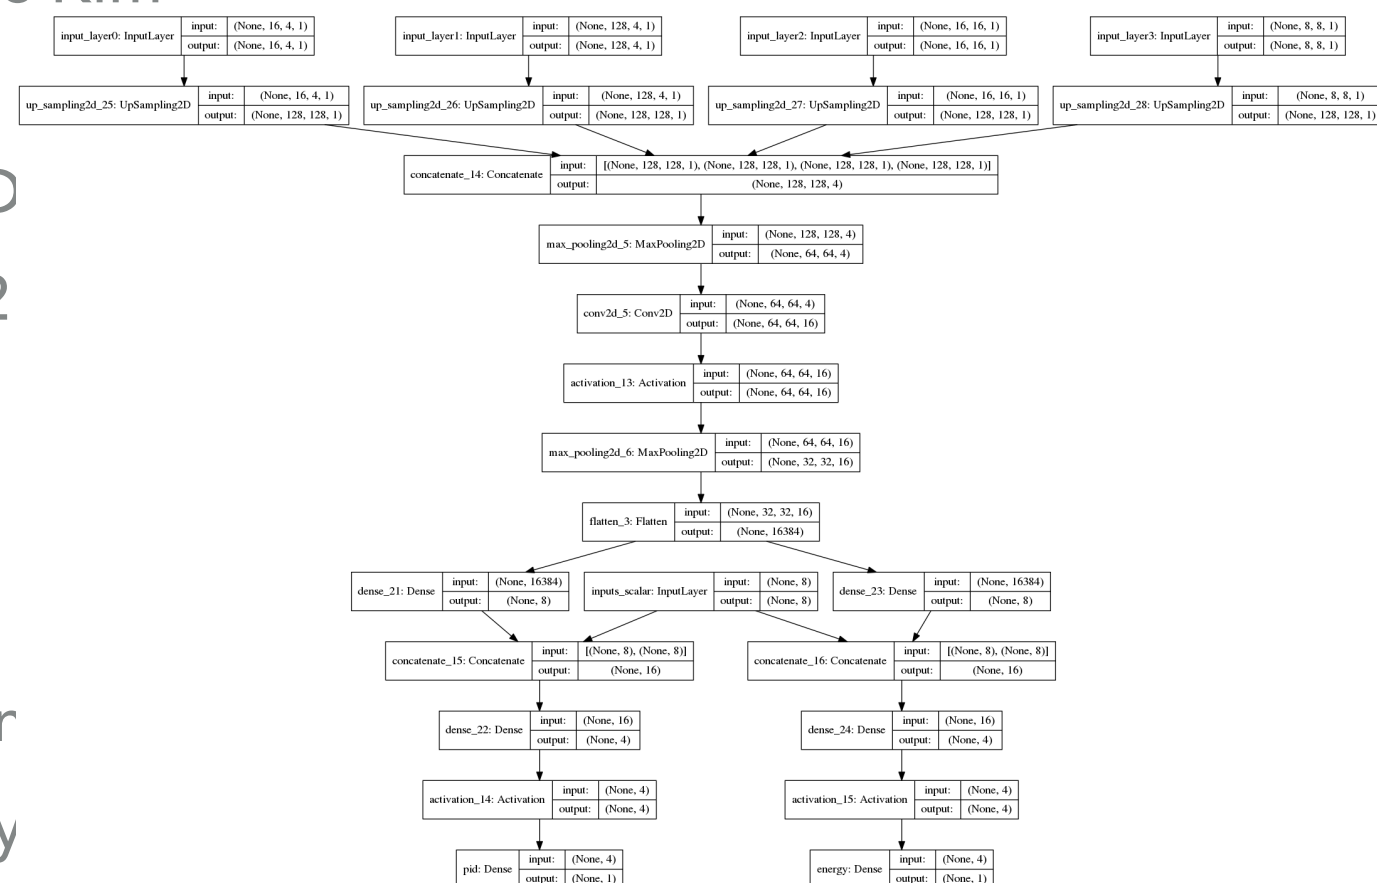 input_layer0: InputLayer input: (None, 16, 4, 1) output: (None, 16, 4, 1)
input_layer1: InputLayer input: (None, 128, 4, 1) output: (None, 128, 4, 1)
input_layer2: InputLayer input: (None, 16, 16, 1) output: (None, 16, 16, 1)
input_layer3: InputLayer input: (None, 8, 8, 1) output: (None, 8, 8, 1)
up_sampling2d_25: UpSampling2D input: (None, 16, 4, 1) output: (None, 128, 128, 1)
up_sampling2d_26: UpSampling2D input: (None, 128, 4, 1) output: (None, 128, 128, 1)
up_sampling2d_27: UpSampling2D input: (None, 16, 16, 1) output: (None, 128, 128, 1)
up_sampling2d_28: UpSampling2D input: (None, 8, 8, 1) output: (None, 128, 128, 1)
concatenate_14: Concatenate input: [(None, 128, 128, 1), (None, 128, 128, 1), (None, 128, 128, 1), (None, 128, 128, 1)] output: (None, 128, 128, 4)
max_pooling2d_5: MaxPooling2D input: (None, 128, 128, 4) output: (None, 64, 64, 4)
conv2d_5: Conv2D input: (None, 64, 64, 4) output: (None, 64, 64, 16)
activation_13: Activation input: (None, 64, 64, 16) output: (None, 64, 64, 16)
max_pooling2d_6: MaxPooling2D input: (None, 64, 64, 16) output: (None, 32, 32, 16)
flatten_3: Flatten input: (None, 32, 32, 16) output: (None, 16384)
dense_21: Dense input: (None, 16384) output: (None, 8)
inputs_scalar: InputLayer input: (None, 8) output: (None, 8)
dense_23: Dense input: (None, 16384) output: (None, 8)
concatenate_15: Concatenate input: [(None, 8), (None, 8)] output: (None, 16)
concatenate_16: Concatenate input: [(None, 8), (None, 8)] output: (None, 16)
dense_22: Dense input: (None, 16) output: (None, 4)
dense_24: Dense input: (None, 16) output: (None, 4)
activation_14: Activation input: (None, 4) output: (None, 4)
activation_15: Activation input: (None, 4) output: (None, 4)
pid: Dense input: (None, 4) output: (None, 1)
energy: Dense input: (None, 4) output: (None, 1)